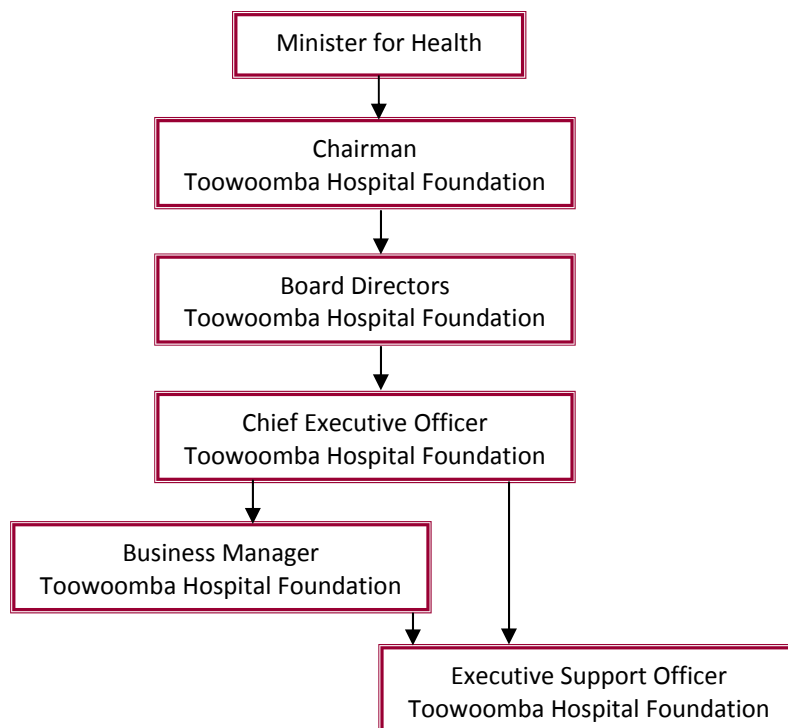 Minister for Health
Chairman
Toowoomba Hospital Foundation
Board Directors
Toowoomba Hospital Foundation
Chief Executive Officer
Toowoomba Hospital Foundation
Business Manager
Toowoomba Hospital Foundation
Executive Support Officer
Toowoomba Hospital Foundation